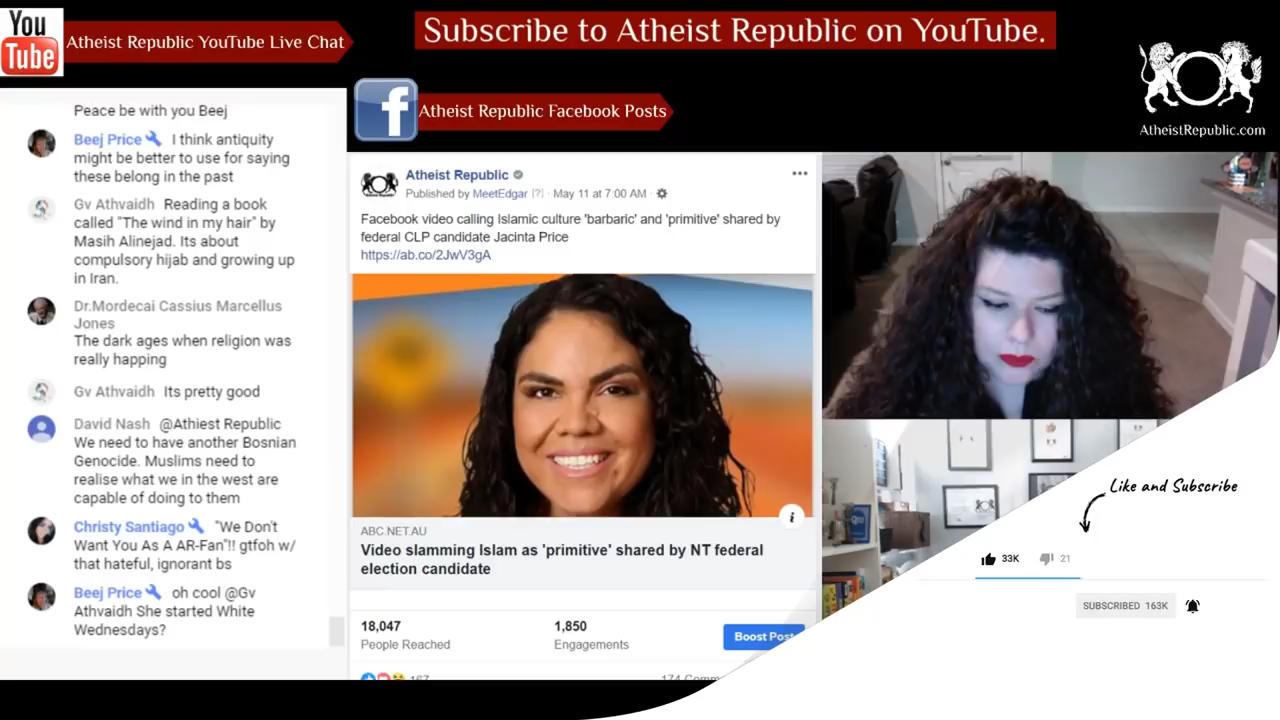 You
Tube
Atheist Republic YouTube Live Chat
Subscribe to Atheist Republic on YouTube.
AtheistRepublic.com
f
Atheist Republic Facebook Posts
Peace be with you Beej
Beej Price I think antiquity
might be better to use for saying
these belong in the past
Gv Athvaidh Reading a book
called "The wind in my hair" by
Masih Alinejad. Its about
compulsory hijab and growing up
in Iran.
Dr.Mordecai Cassius Marcellus
Jones
The dark ages when religion was
really happing
Gv Athvaidh Its pretty good
David Nash @Athiest Republic
We need to have another Bosnian
Genocide. Muslims need to
realise what we in the west are
capable of doing to them
Christy Santiago "We Don't
Want You As A AR-Fan"!! gtfoh w/
that hateful, ignorant bs
Beej Price oh cool @Gv
Athvaidh She started White
Wednesdays?
Atheist Republic
Published by MeetEdgar [?] · May 11 at 7:00 AM ·
Facebook video calling Islamic culture 'barbaric' and 'primitive' shared by
federal CLP candidate Jacinta Price
https://ab.co/2JwV3gA
i
ABC.NET.AU
Video slamming Islam as 'primitive' shared by NT federal
election candidate
18,047
People Reached
1,850
Engagements
Boost Post
Like and Subscribe
33K
21
SUBSCRIBED 163K